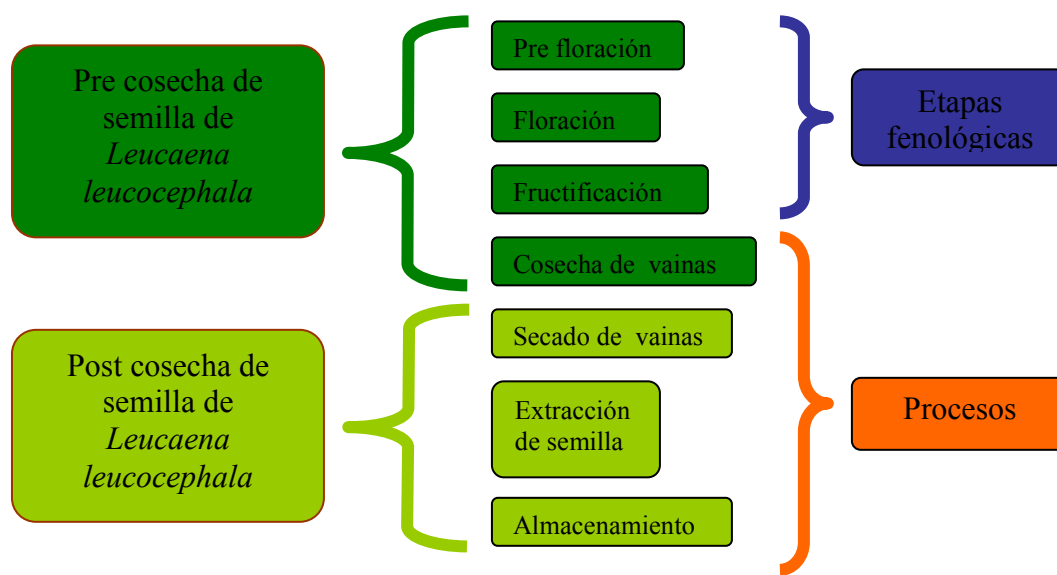 Pre cosecha de
semilla de
Leucaena
leucocephala
Pre floración
Floración
Fructificación
Cosecha de vainas
Etapas
fenológicas
Post cosecha de
semilla de
Leucaena
leucocephala
Secado de vainas
Extracción
de semilla
Almacenamiento
Procesos